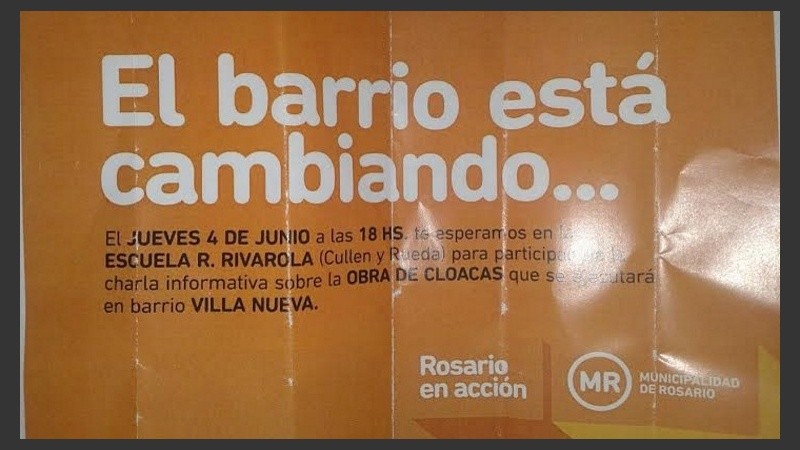 El barrio está
cambiando...
El JUEVES 4 DE JUNIO a las 18 HS. te esperamos en la
ESCUELA R. RIVAROLA (Cullen y Rueda) para participar
charla informativa sobre la OBRA DE CLOACAS que se ejecutará
en barrio VILLA NUEVA.
Rosario
en acción
MR
MUNICIPALIDAD
DE ROSARIO